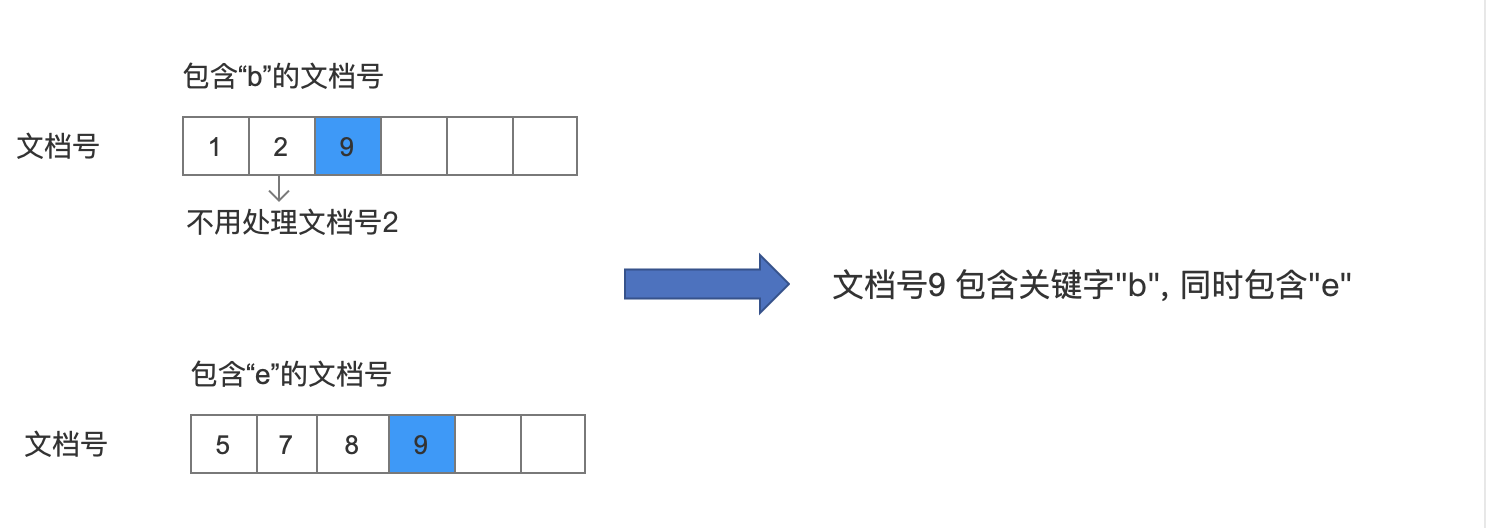 包含“b”的文档号
文档号
1 2 9
不用处理文档号2
文档号9 包含关键字"b", 同时包含"e"
包含“e”的文档号
文档号
5 7 8 9